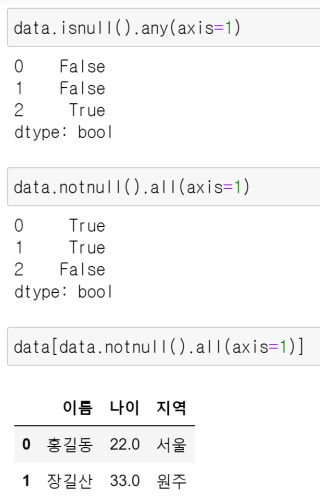 data.isnull().any(axis=1)
0 False
1 False
2 True
dtype: bool
data.notnull().all(axis=1)
0 True
1 True
2 False
dtype: bool
data[data.notnull().all(axis=1)]
이름 나이 지역
0 홍길동 22.0 서울
1 장길산 33.0 원주